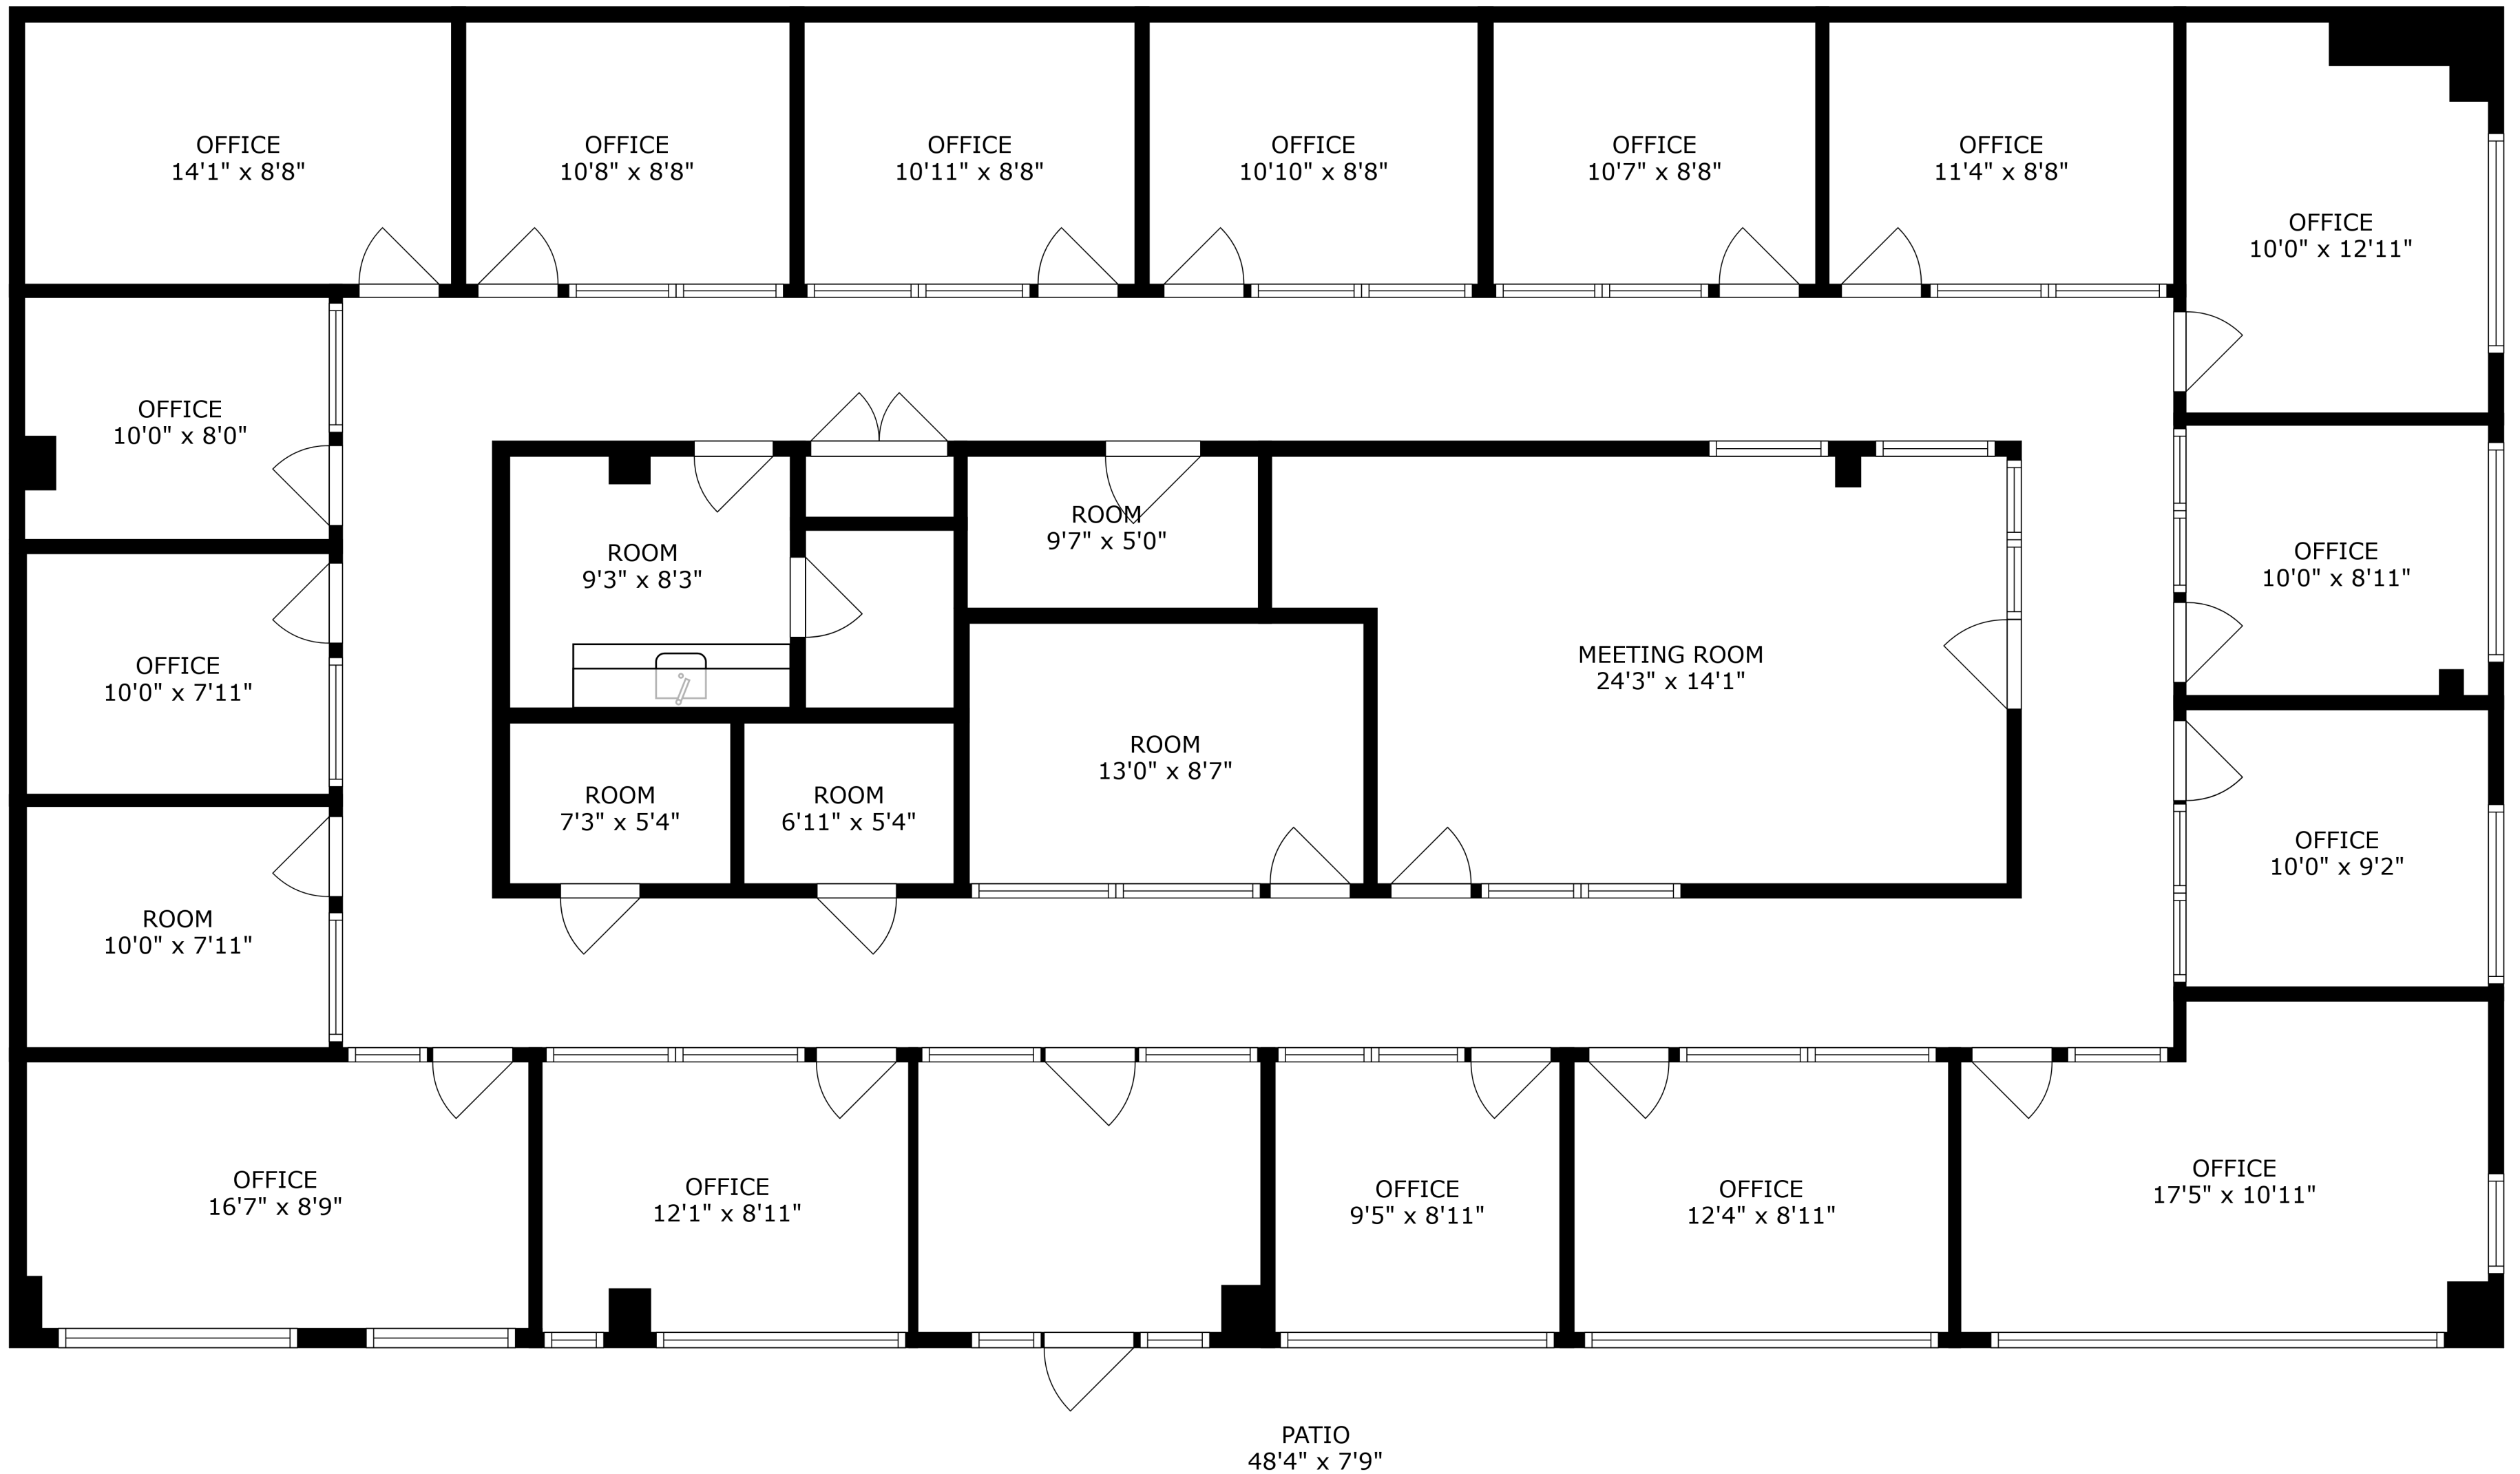 OFFICE
14'1" x 8'8"
OFFICE
10'8" x 8'8"
OFFICE
10'11" x 8'8"
OFFICE
10'10" x 8'8"
OFFICE
10'7" x 8'8"
OFFICE
11'4" x 8'8"
OFFICE
10'0" x 12'11"
OFFICE
10'0" x 8'0"
ROOM
9'3" x 8'3"
ROOM
9'7" x 5'0"
OFFICE
10'0" x 8'11"
OFFICE
10'0" x 7'11"
MEETING ROOM
24'3" x 14'1"
ROOM
13'0" x 8'7"
ROOM
7'3" x 5'4"
ROOM
6'11" x 5'4"
OFFICE
10'0" x 9'2"
ROOM
10'0" x 7'11"
OFFICE
16'7" x 8'9"
OFFICE
12'1" x 8'11"
OFFICE
9'5" x 8'11"
OFFICE
12'4" x 8'11"
OFFICE
17'5" x 10'11"
PATIO
48'4" x 7'9"